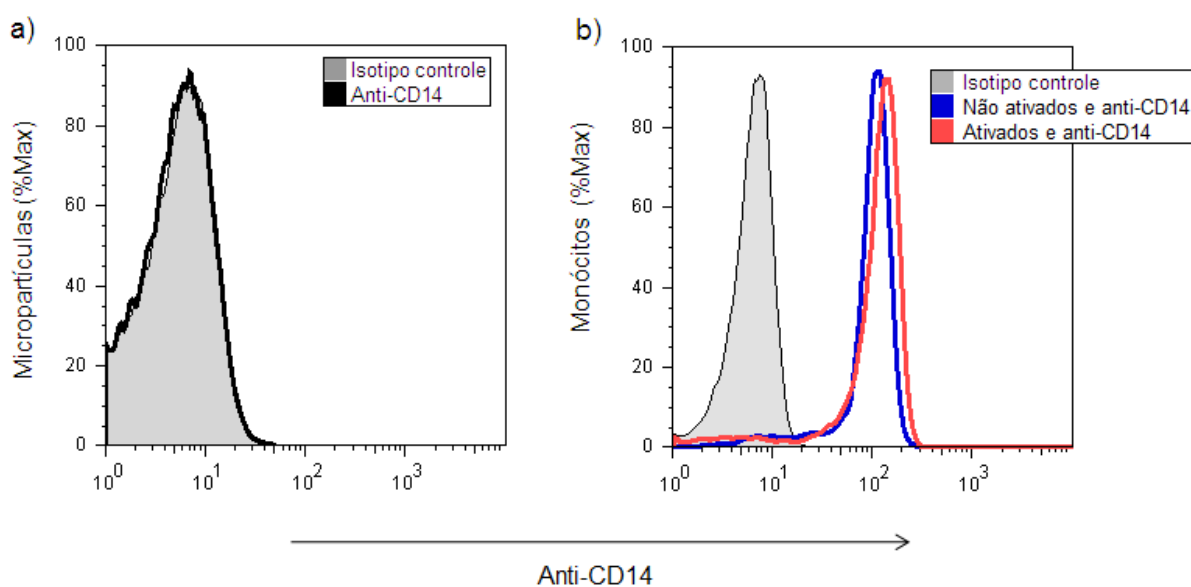 a)
Micropartículas (%Max)
100
80
60
40
20
0
10^0
10^1
10^2
10^3
Isotipo controle
Anti-CD14
b)
Monócitos (%Max)
100
80
60
40
20
0
10^0
10^1
10^2
10^3
Isotipo controle
Não ativados e anti-CD14
Ativados e anti-CD14
Anti-CD14